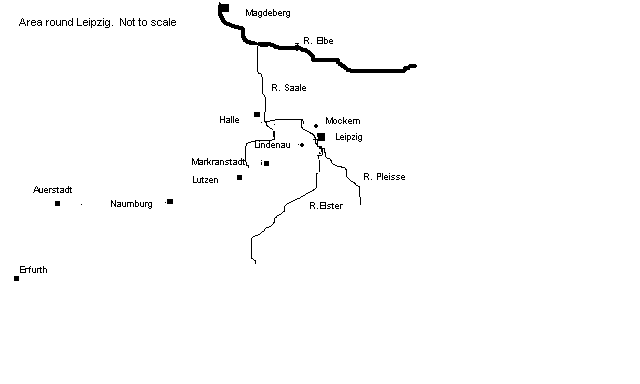 Magdeberg
Area round Leipzig. Not to scale
R. Elbe
R. Saale
Halle
Mockern
Leipzig
Lindenau
Markranstadt
Lutzen
R. Pleisse
Auerstadt
Naumburg
R.Elster
Erfurth